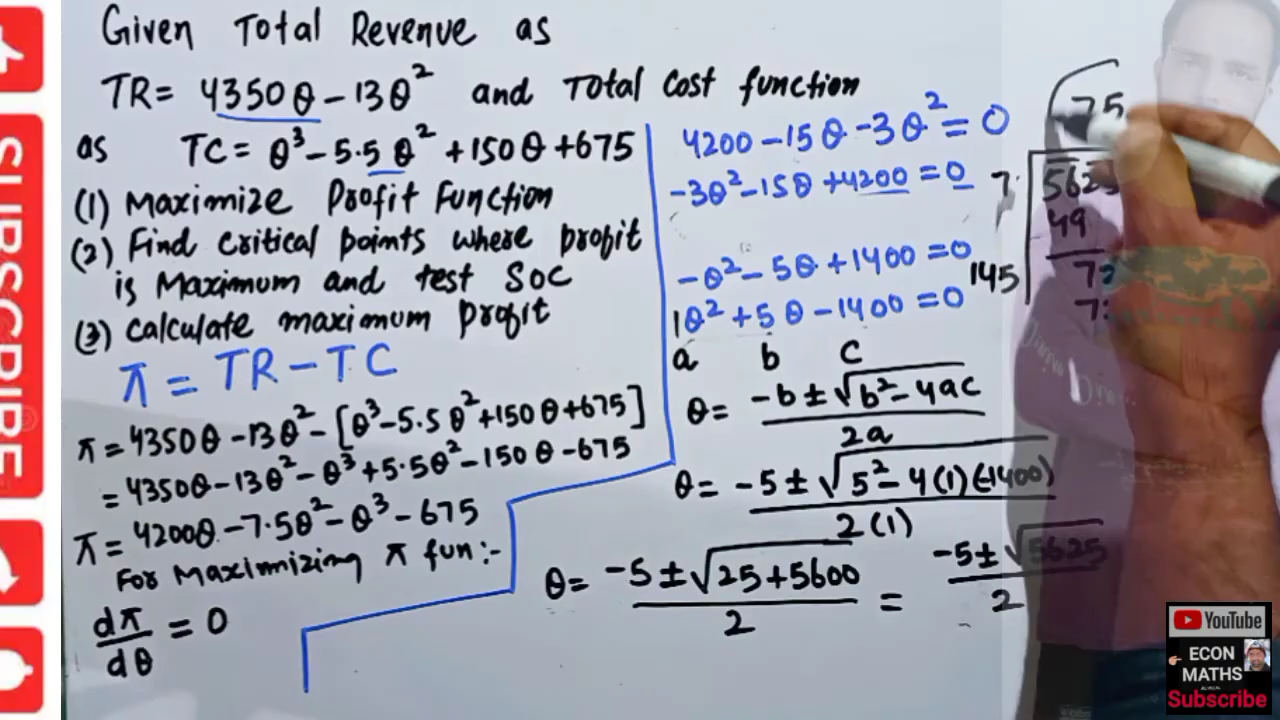 SUBSCRIBE
Given Total Revenue as
TR= 4350θ - 13θ² and Total Cost function
as TC= θ³ - 5.5θ² + 150θ + 675
(1) Maximize Profit Function
(2) Find critical points where profit
is Maximum and test SOC
(3) Calculate maximum profit
π = TR - TC
π = 4350θ - 13θ² - [θ³ - 5.5θ² + 150θ + 675]
= 4350θ - 13θ² - θ³ + 5.5θ² - 150θ - 675
π = 4200θ - 7.5θ² - θ³ - 675
For Maximizing π fun:-
dπ/dθ = 0
4200 - 15θ - 3θ² = 0
-3θ² - 15θ + 4200 = 0
-θ² - 5θ + 1400 = 0
1θ² + 5θ - 1400 = 0
a b c
θ = -b ± √b² - 4ac / 2a
θ = -5 ± √5² - 4(1)(-1400) / 2(1)
θ = -5 ± √25 + 5600 / 2 = -5 ± √5625 / 2
75
7 5625
49
145
YouTube
ECON
MATHS
Subscribe